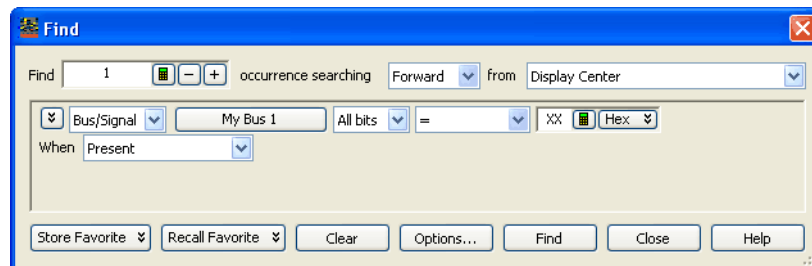 Find
Find 1 - + occurrence searching Forward from Display Center
Bus/Signal My Bus 1 All bits = XX Hex
When Present
Store Favorite Recall Favorite Clear Options... Find Close Help